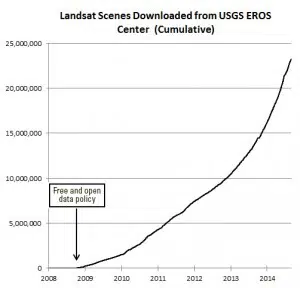 Landsat Scenes Downloaded from USGS EROS
Center (Cumulative)
25,000,000
20,000,000
15,000,000
10,000,000
5,000,000
0
Free and open
data policy
2008 2009 2010 2011 2012 2013 2014